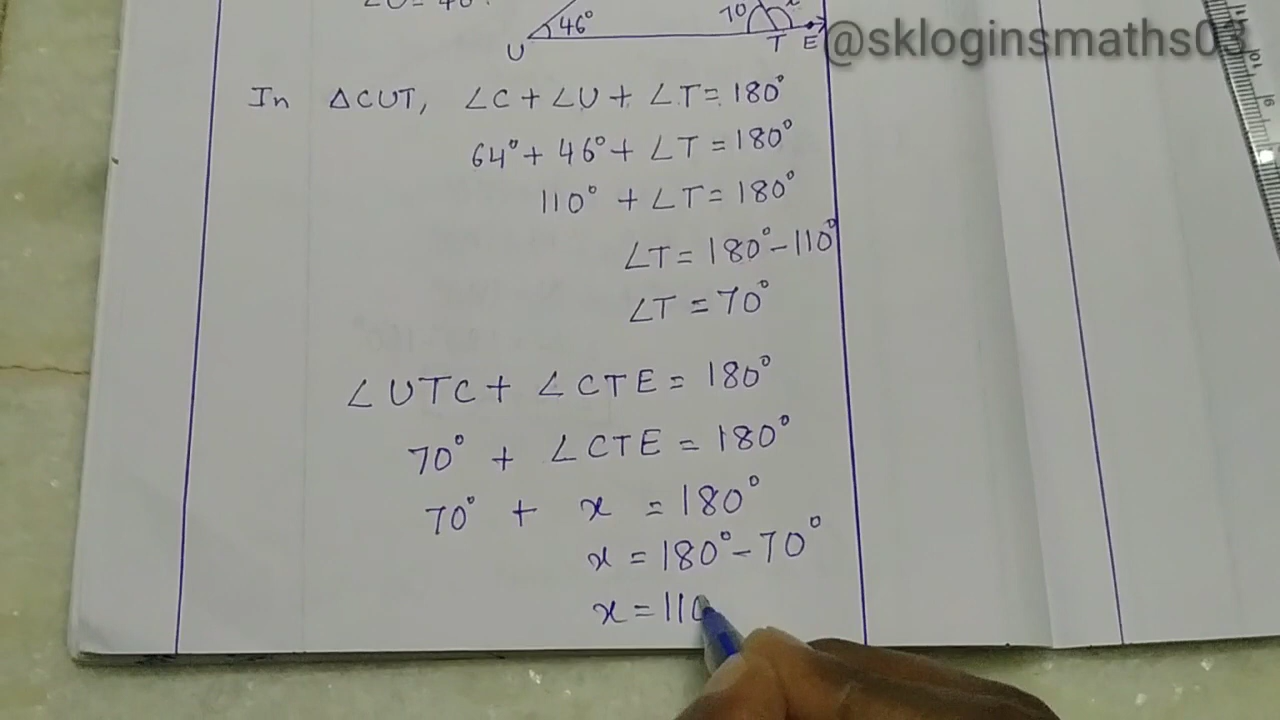 46°
70
x
U
T E
@skloginsmaths03
In ΔCUT, ∠C + ∠U + ∠T = 180°
64° + 46° + ∠T = 180°
110° + ∠T = 180°
∠T = 180° - 110°
∠T = 70°
∠UTC + ∠CTE = 180°
70° + ∠CTE = 180°
70° + x = 180°
x = 180° - 70°
x = 110